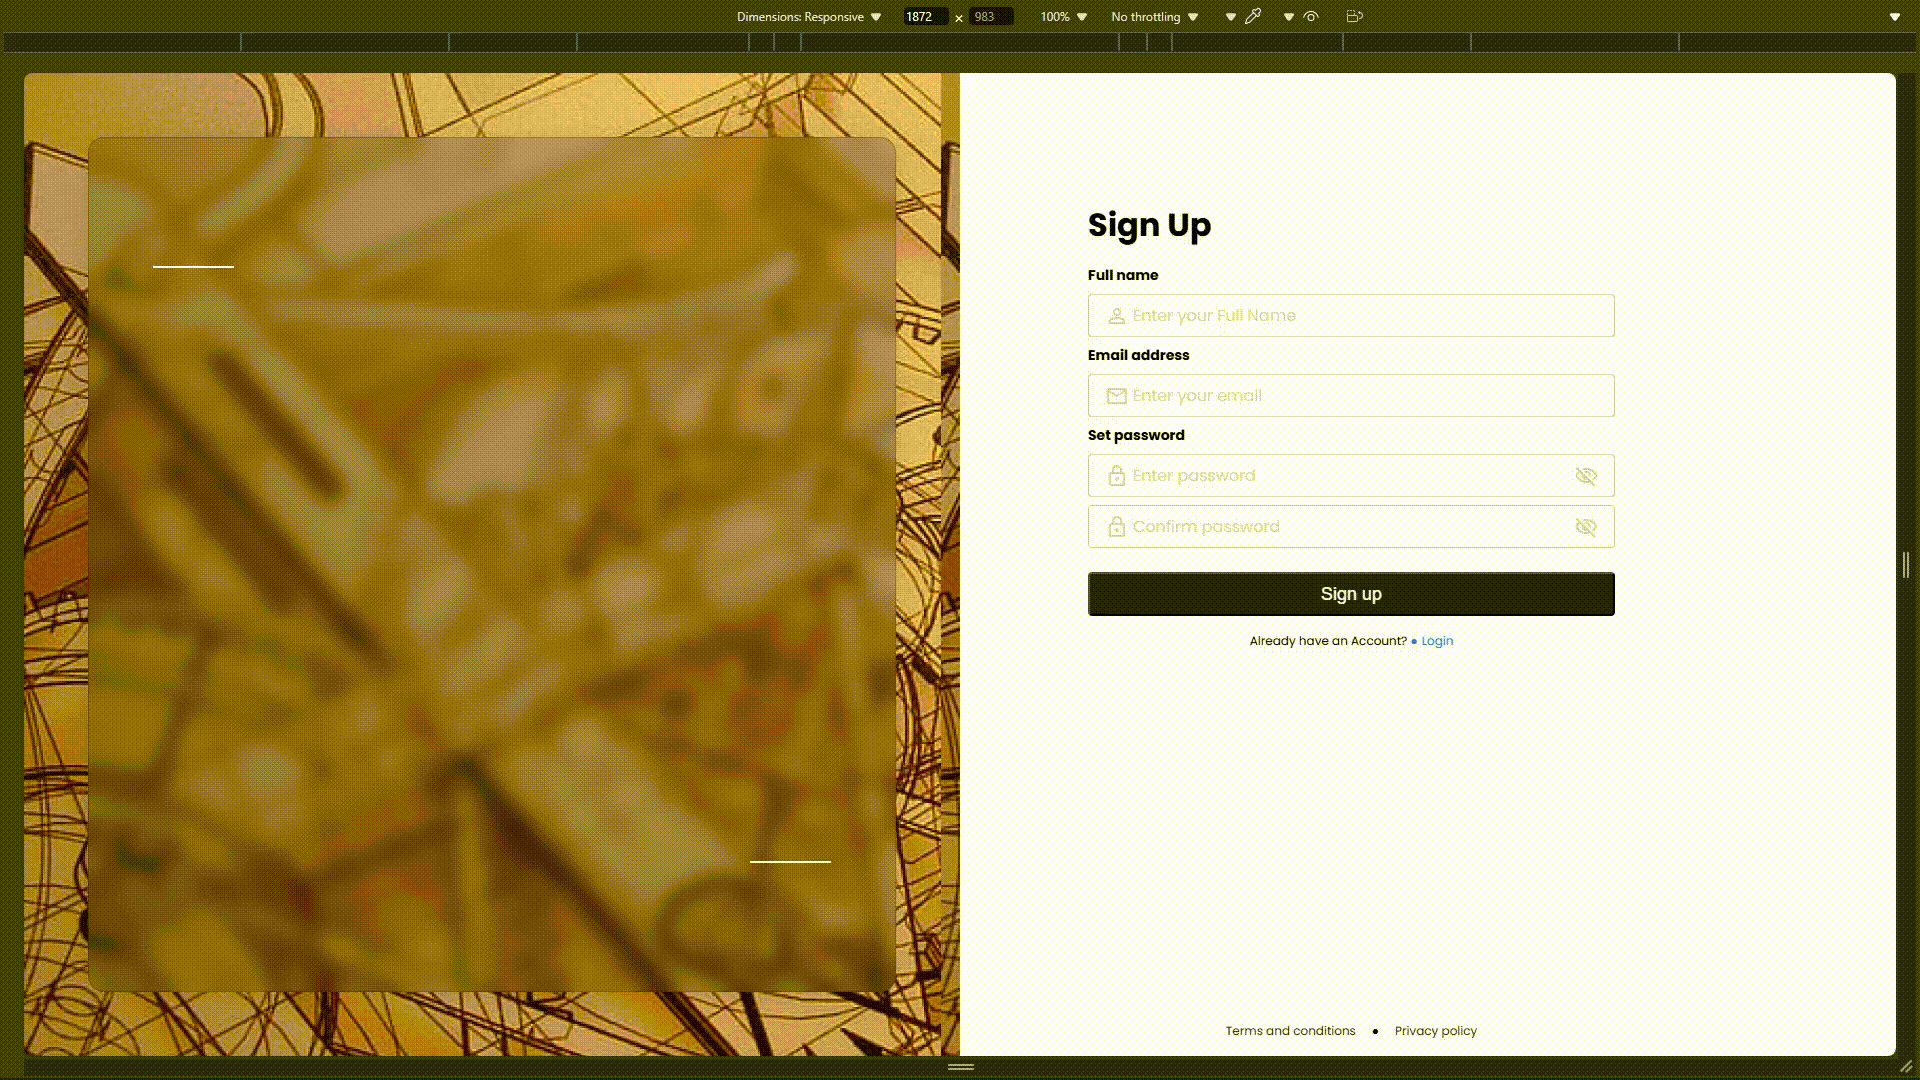 Dimensions: Responsive 1872 × 983 100% No throttling
Sign Up
Full name
Enter your Full Name
Email address
Enter your email
Set password
Enter password
Confirm password
Sign up
Already have an Account? • Login
Terms and conditions • Privacy policy